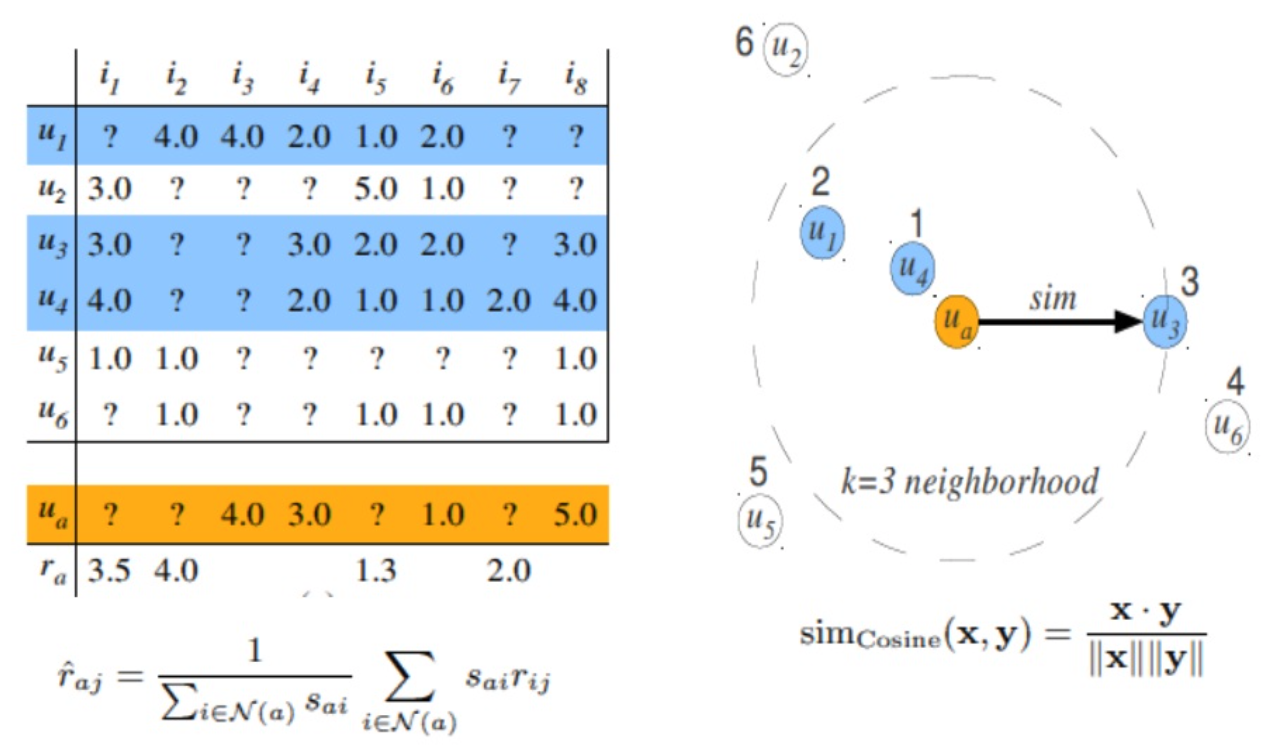 i1 i2 i3 i4 i5 i6 i7 i8
u1 ? 4.0 4.0 2.0 1.0 2.0 ? ?
u2 3.0 ? ? ? 5.0 1.0 ? ?
u3 3.0 ? ? 3.0 2.0 2.0 ? 3.0
u4 4.0 ? ? 2.0 1.0 1.0 2.0 4.0
u5 1.0 1.0 ? ? ? ? ? 1.0
u6 ? 1.0 ? ? 1.0 1.0 ? 1.0
ua ? ? 4.0 3.0 ? 1.0 ? 5.0
ra 3.5 4.0 1.3 2.0
r̂aj = 1 / ∑i∈N(a) sai ∑i∈N(a) sai rij
6 u2
2
u1
1
u4
ua sim u3 3
4
u6
5
u5
k=3 neighborhood
simCosine(x, y) = x · y / ‖x‖‖y‖